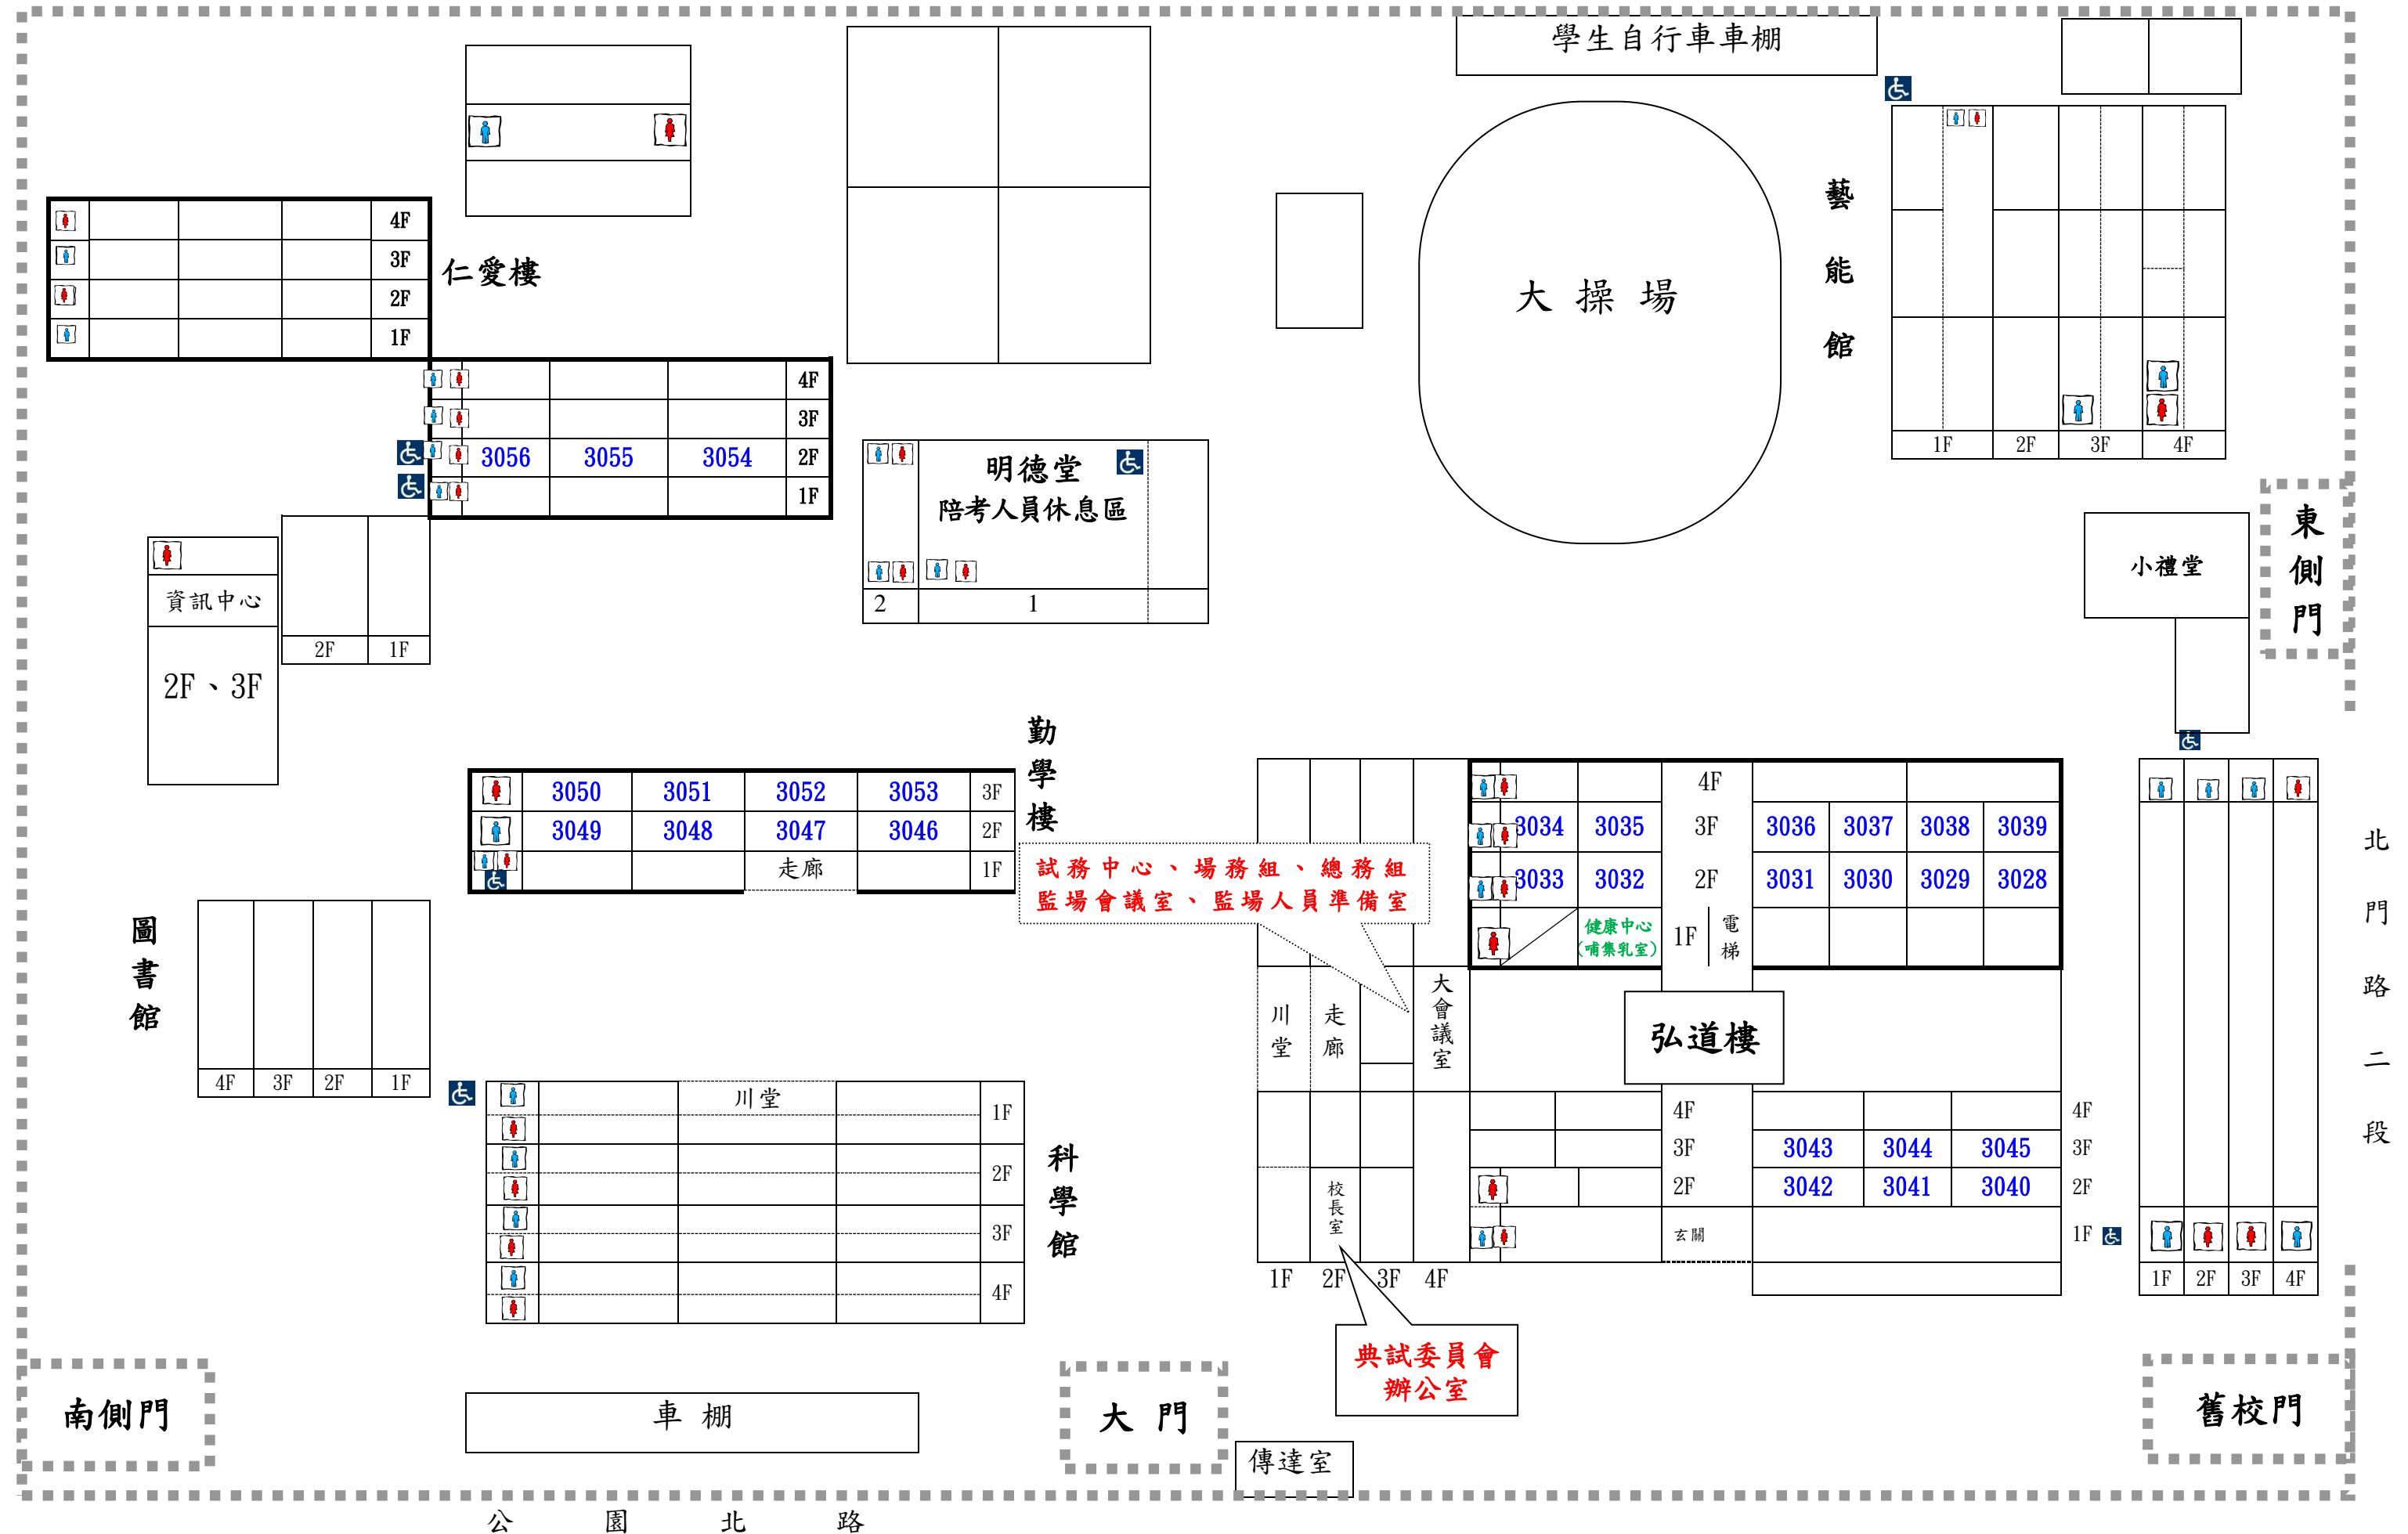 學生自行車車棚
4F
3F
2F
1F
仁愛樓
大操場
藝能館
1F 2F 3F 4F
4F
3F
3056 3055 3054 2F
1F
明德堂
陪考人員休息區
2 1
東側門
小禮堂
資訊中心
2F、3F
2F 1F
勤學樓
3050 3051 3052 3053 3F
3049 3048 3047 3046 2F
走廊 1F
試務中心、場務組、總務組
監場會議室、監場人員準備室
4F
3034 3035 3F 3036 3037 3038 3039
3033 3032 2F 3031 3030 3029 3028
健康中心
(哺集乳室)
1F 電梯
北門路二段
圖書館
4F 3F 2F 1F
川堂
走廊
大會議室
弘道樓
川堂 1F
2F
3F
4F
科學館
4F 4F
3F 3043 3044 3045 3F
2F 3042 3041 3040 2F
校長室
玄關 1F
1F 2F 3F 4F
1F 2F 3F 4F
典試委員會
辦公室
南側門
車棚
大門
傳達室
舊校門
公園北路